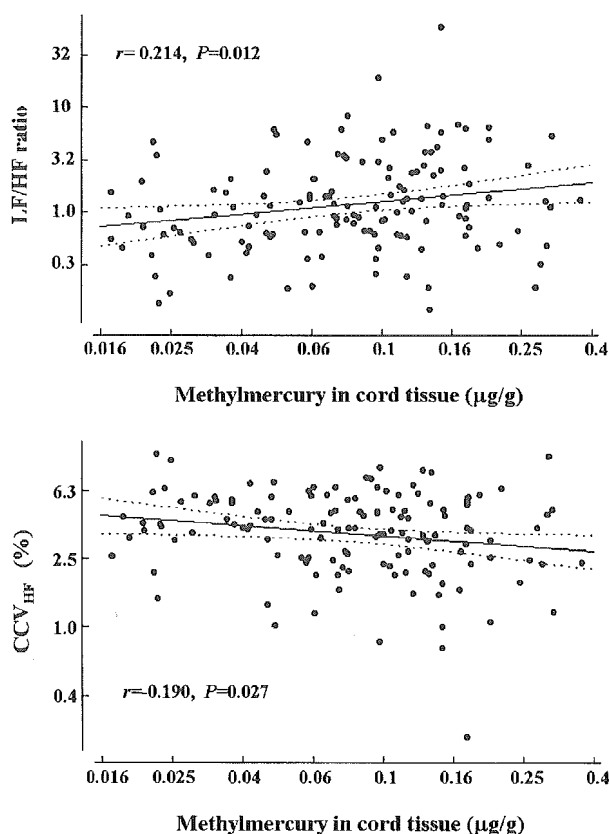 r= 0.214, P=0.012
LF/HF ratio
32
10
3.2
1.0
0.3
0.016 0.025 0.04 0.06 0.1 0.16 0.25 0.4
Methylmercury in cord tissue (μg/g)
CCVHF (%)
6.3
2.5
1.0
0.4
r=-0.190, P=0.027
0.016 0.025 0.04 0.06 0.1 0.16 0.25 0.4
Methylmercury in cord tissue (μg/g)